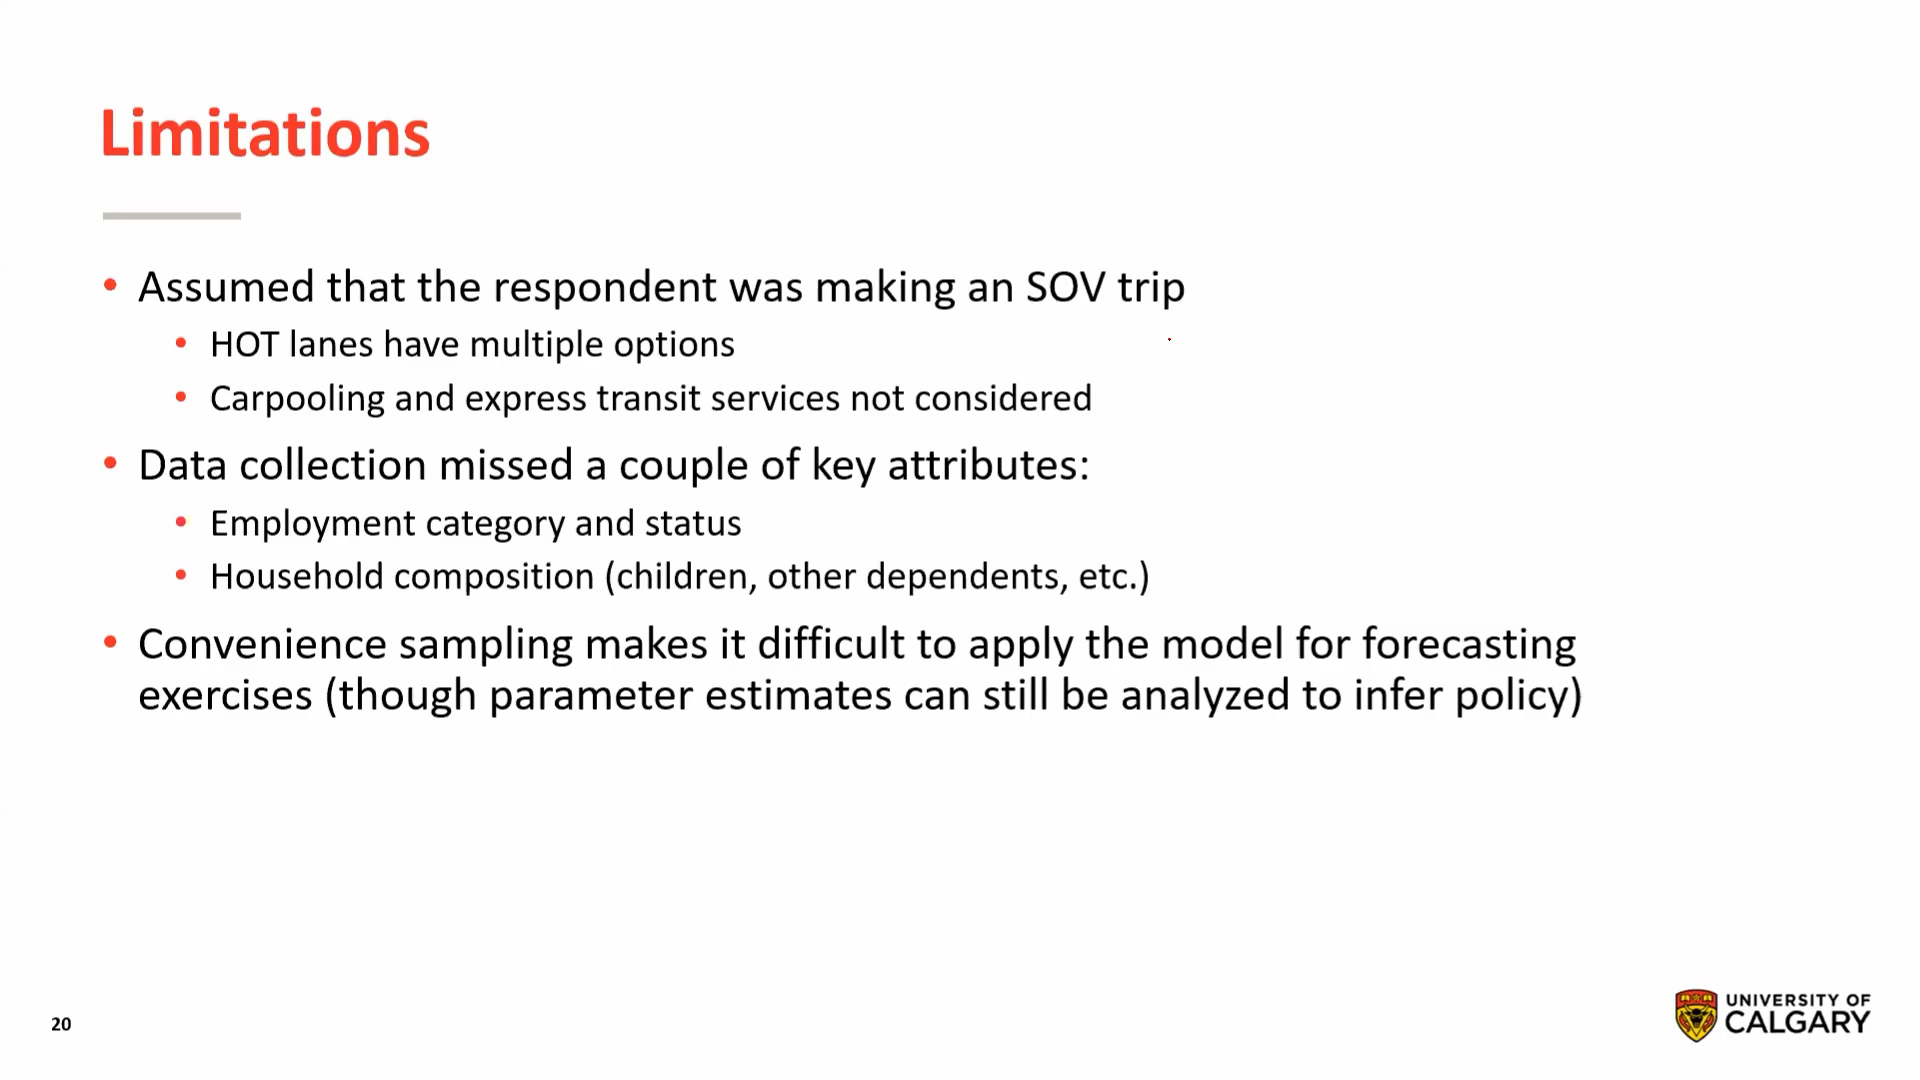 Limitations
• Assumed that the respondent was making an SOV trip
• HOT lanes have multiple options
• Carpooling and express transit services not considered
• Data collection missed a couple of key attributes:
• Employment category and status
• Household composition (children, other dependents, etc.)
• Convenience sampling makes it difficult to apply the model for forecasting
exercises (though parameter estimates can still be analyzed to infer policy)
20
UNIVERSITY OF
CALGARY